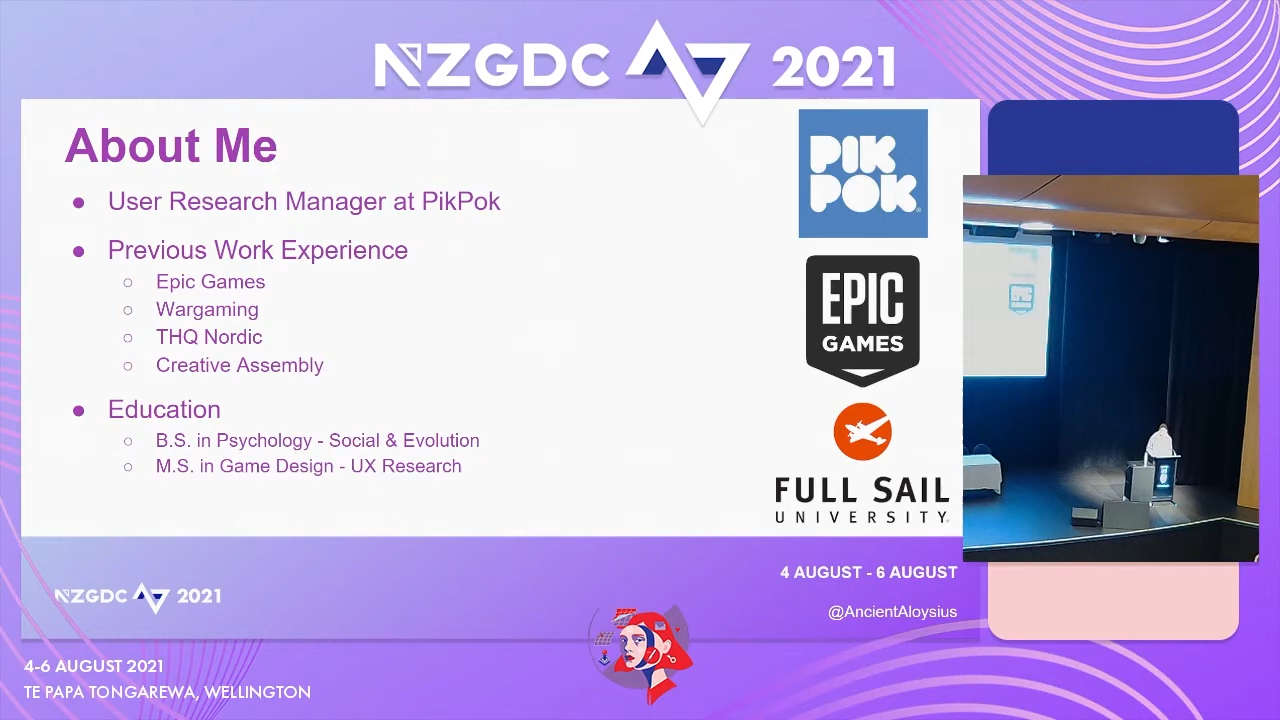 NZGDC 2021
About Me
User Research Manager at PikPok
Previous Work Experience
Epic Games
Wargaming
THQ Nordic
Creative Assembly
Education
B.S. in Psychology - Social & Evolution
M.S. in Game Design - UX Research
PIK
POK
EPIC
GAMES
FULL SAIL
UNIVERSITY
4 AUGUST - 6 AUGUST
NZGDC 2021
@AncientAloysius
4-6 AUGUST 2021
TE PAPA TONGAREWA, WELLINGTON